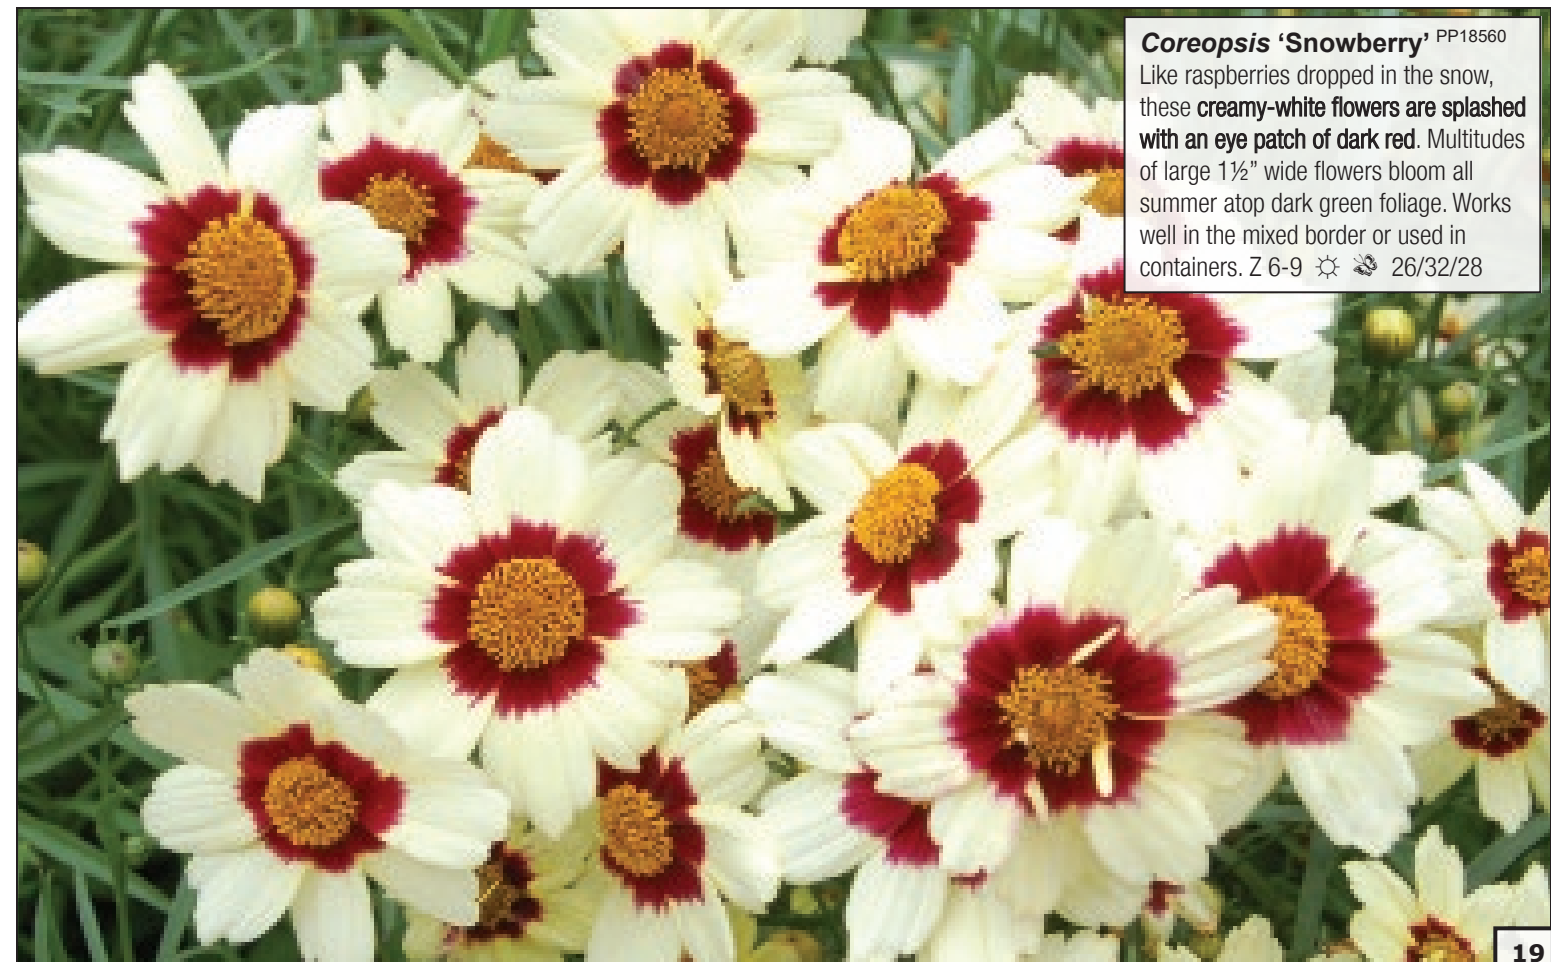 Coreopsis ‘Snowberry’ PP18560
Like raspberries dropped in the snow,
these creamy-white flowers are splashed
with an eye patch of dark red. Multitudes
of large 1½” wide flowers bloom all
summer atop dark green foliage. Works
well in the mixed border or used in
containers. Z 6-9 26/32/28
19